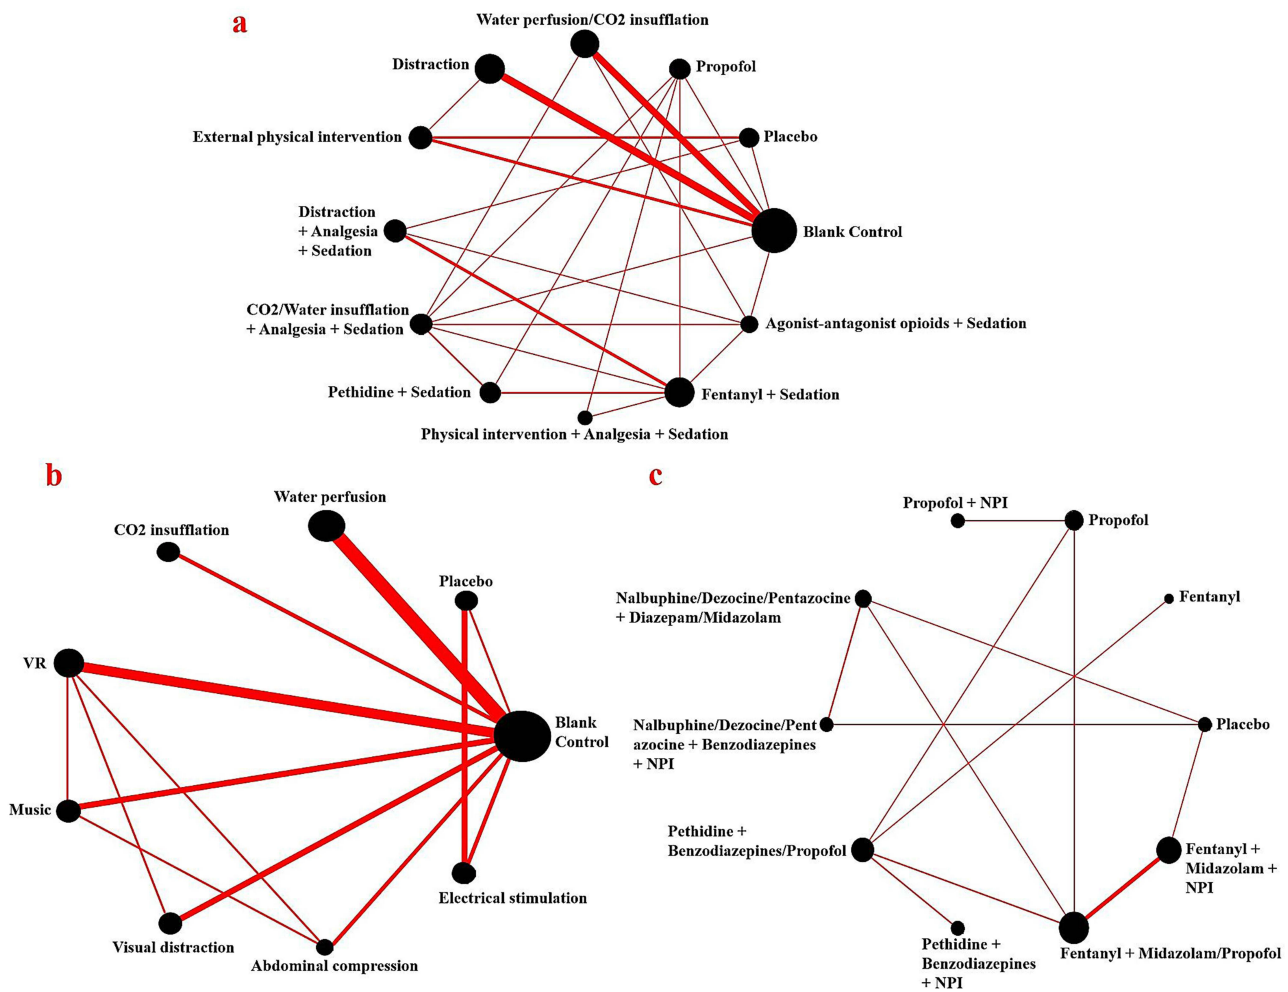 a
Water perfusion/CO2 insufflation
Distraction
Propofol
External physical intervention
Placebo
Distraction
+ Analgesia
+ Sedation
Blank Control
CO2/Water insufflation
+ Analgesia + Sedation
Agonist-antagonist opioids + Sedation
Pethidine + Sedation
Fentanyl + Sedation
Physical intervention + Analgesia + Sedation
b
Water perfusion
CO2 insufflation
Placebo
VR
Blank
Control
Music
Electrical stimulation
Visual distraction
Abdominal compression
c
Propofol + NPI
Propofol
Nalbuphine/Dezocine/Pentazocine
+ Diazepam/Midazolam
Fentanyl
Nalbuphine/Dezocine/Pent
azocine + Benzodiazepines
+ NPI
Placebo
Pethidine +
Benzodiazepines/Propofol
Fentanyl +
Midazolam +
NPI
Pethidine +
Benzodiazepines
+ NPI
Fentanyl + Midazolam/Propofol